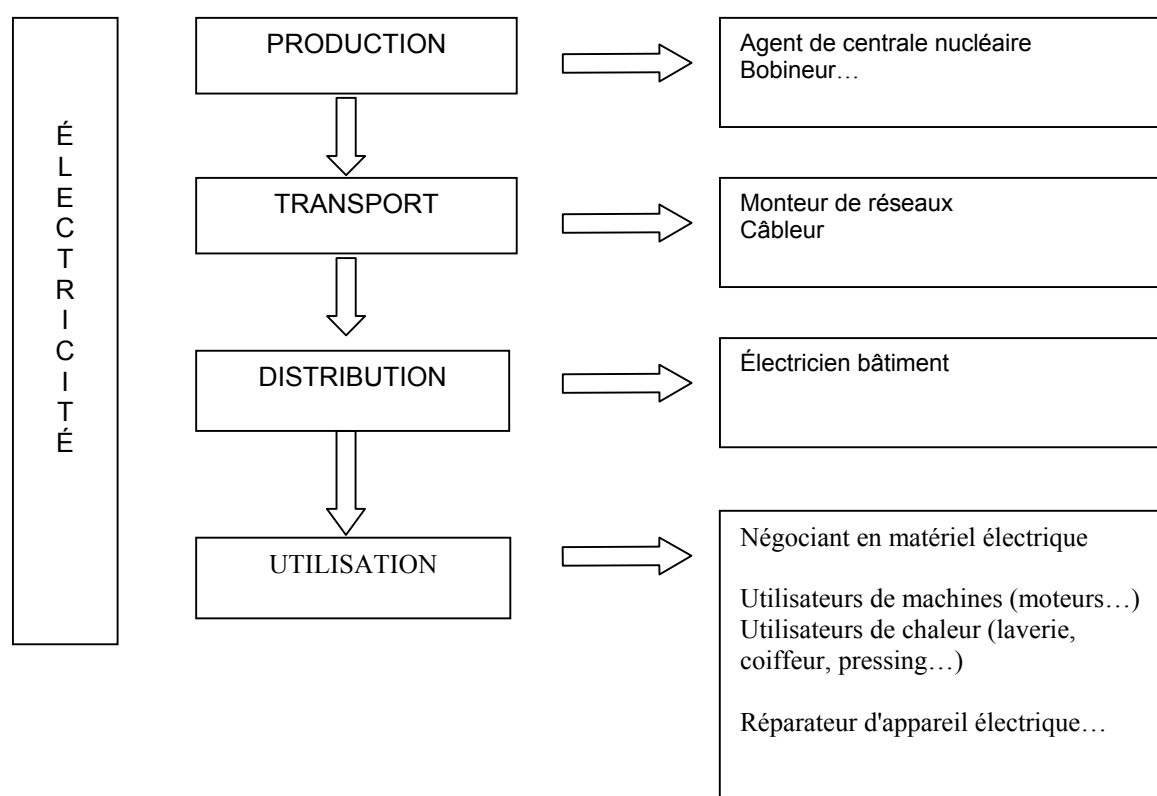 ÉLECTRICITÉ
PRODUCTION
Agent de centrale nucléaire
Bobineur…
TRANSPORT
Monteur de réseaux
Câbleur
DISTRIBUTION
Électricien bâtiment
UTILISATION
Négociant en matériel électrique
Utilisateurs de machines (moteurs…)
Utilisateurs de chaleur (laverie,
coiffeur, pressing…)
Réparateur d'appareil électrique…